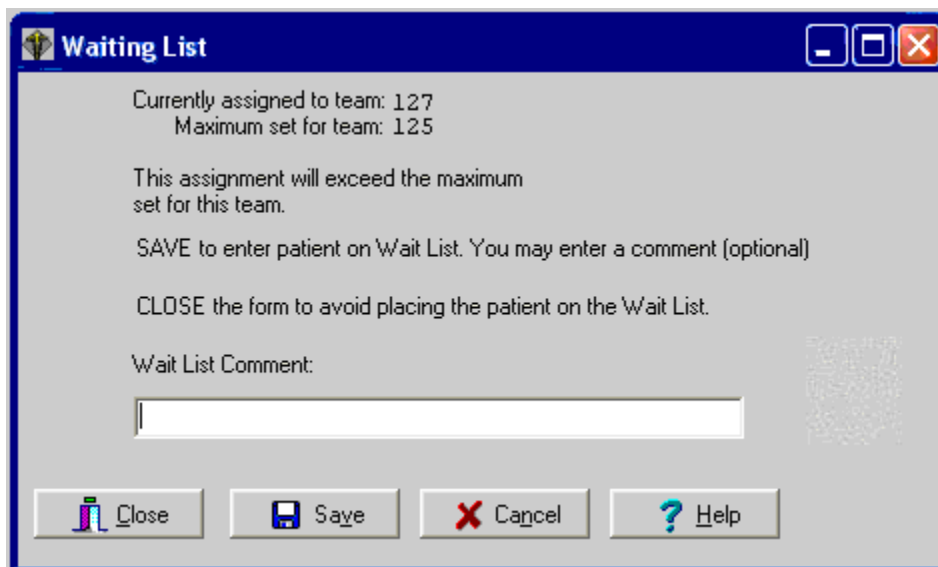 Waiting List
Currently assigned to team: 127
Maximum set for team: 125
This assignment will exceed the maximum
set for this team.
SAVE to enter patient on Wait List. You may enter a comment (optional)
CLOSE the form to avoid placing the patient on the Wait List.
Wait List Comment:
Close Save Cancel Help